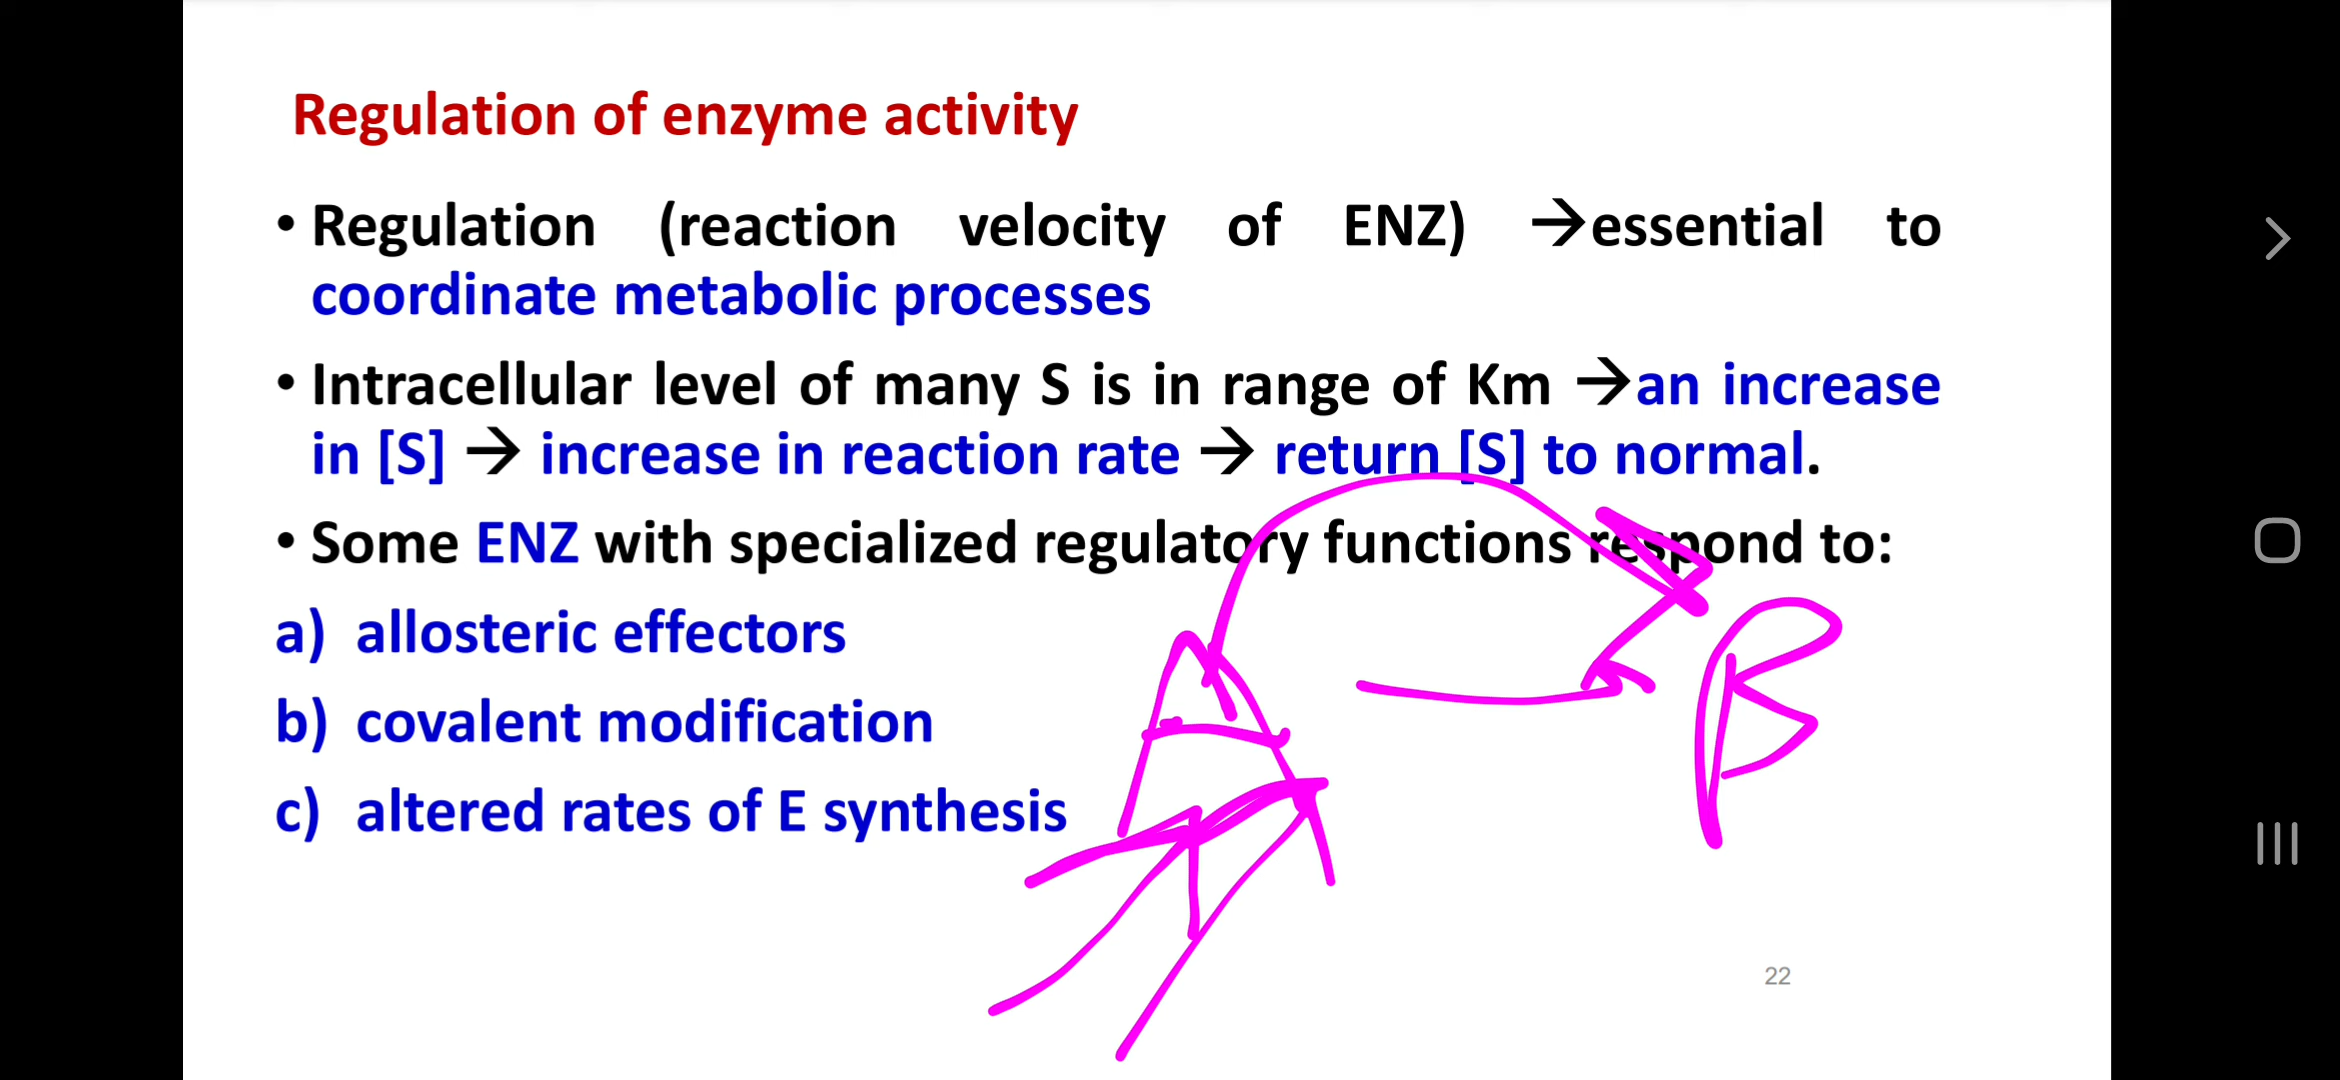 Regulation of enzyme activity
• Regulation (reaction velocity of ENZ) →essential to
coordinate metabolic processes
• Intracellular level of many S is in range of Km →an increase
in [S] → increase in reaction rate → return [S] to normal.
• Some ENZ with specialized regulatory functions respond to:
a) allosteric effectors
b) covalent modification
c) altered rates of E synthesis
A → B
22